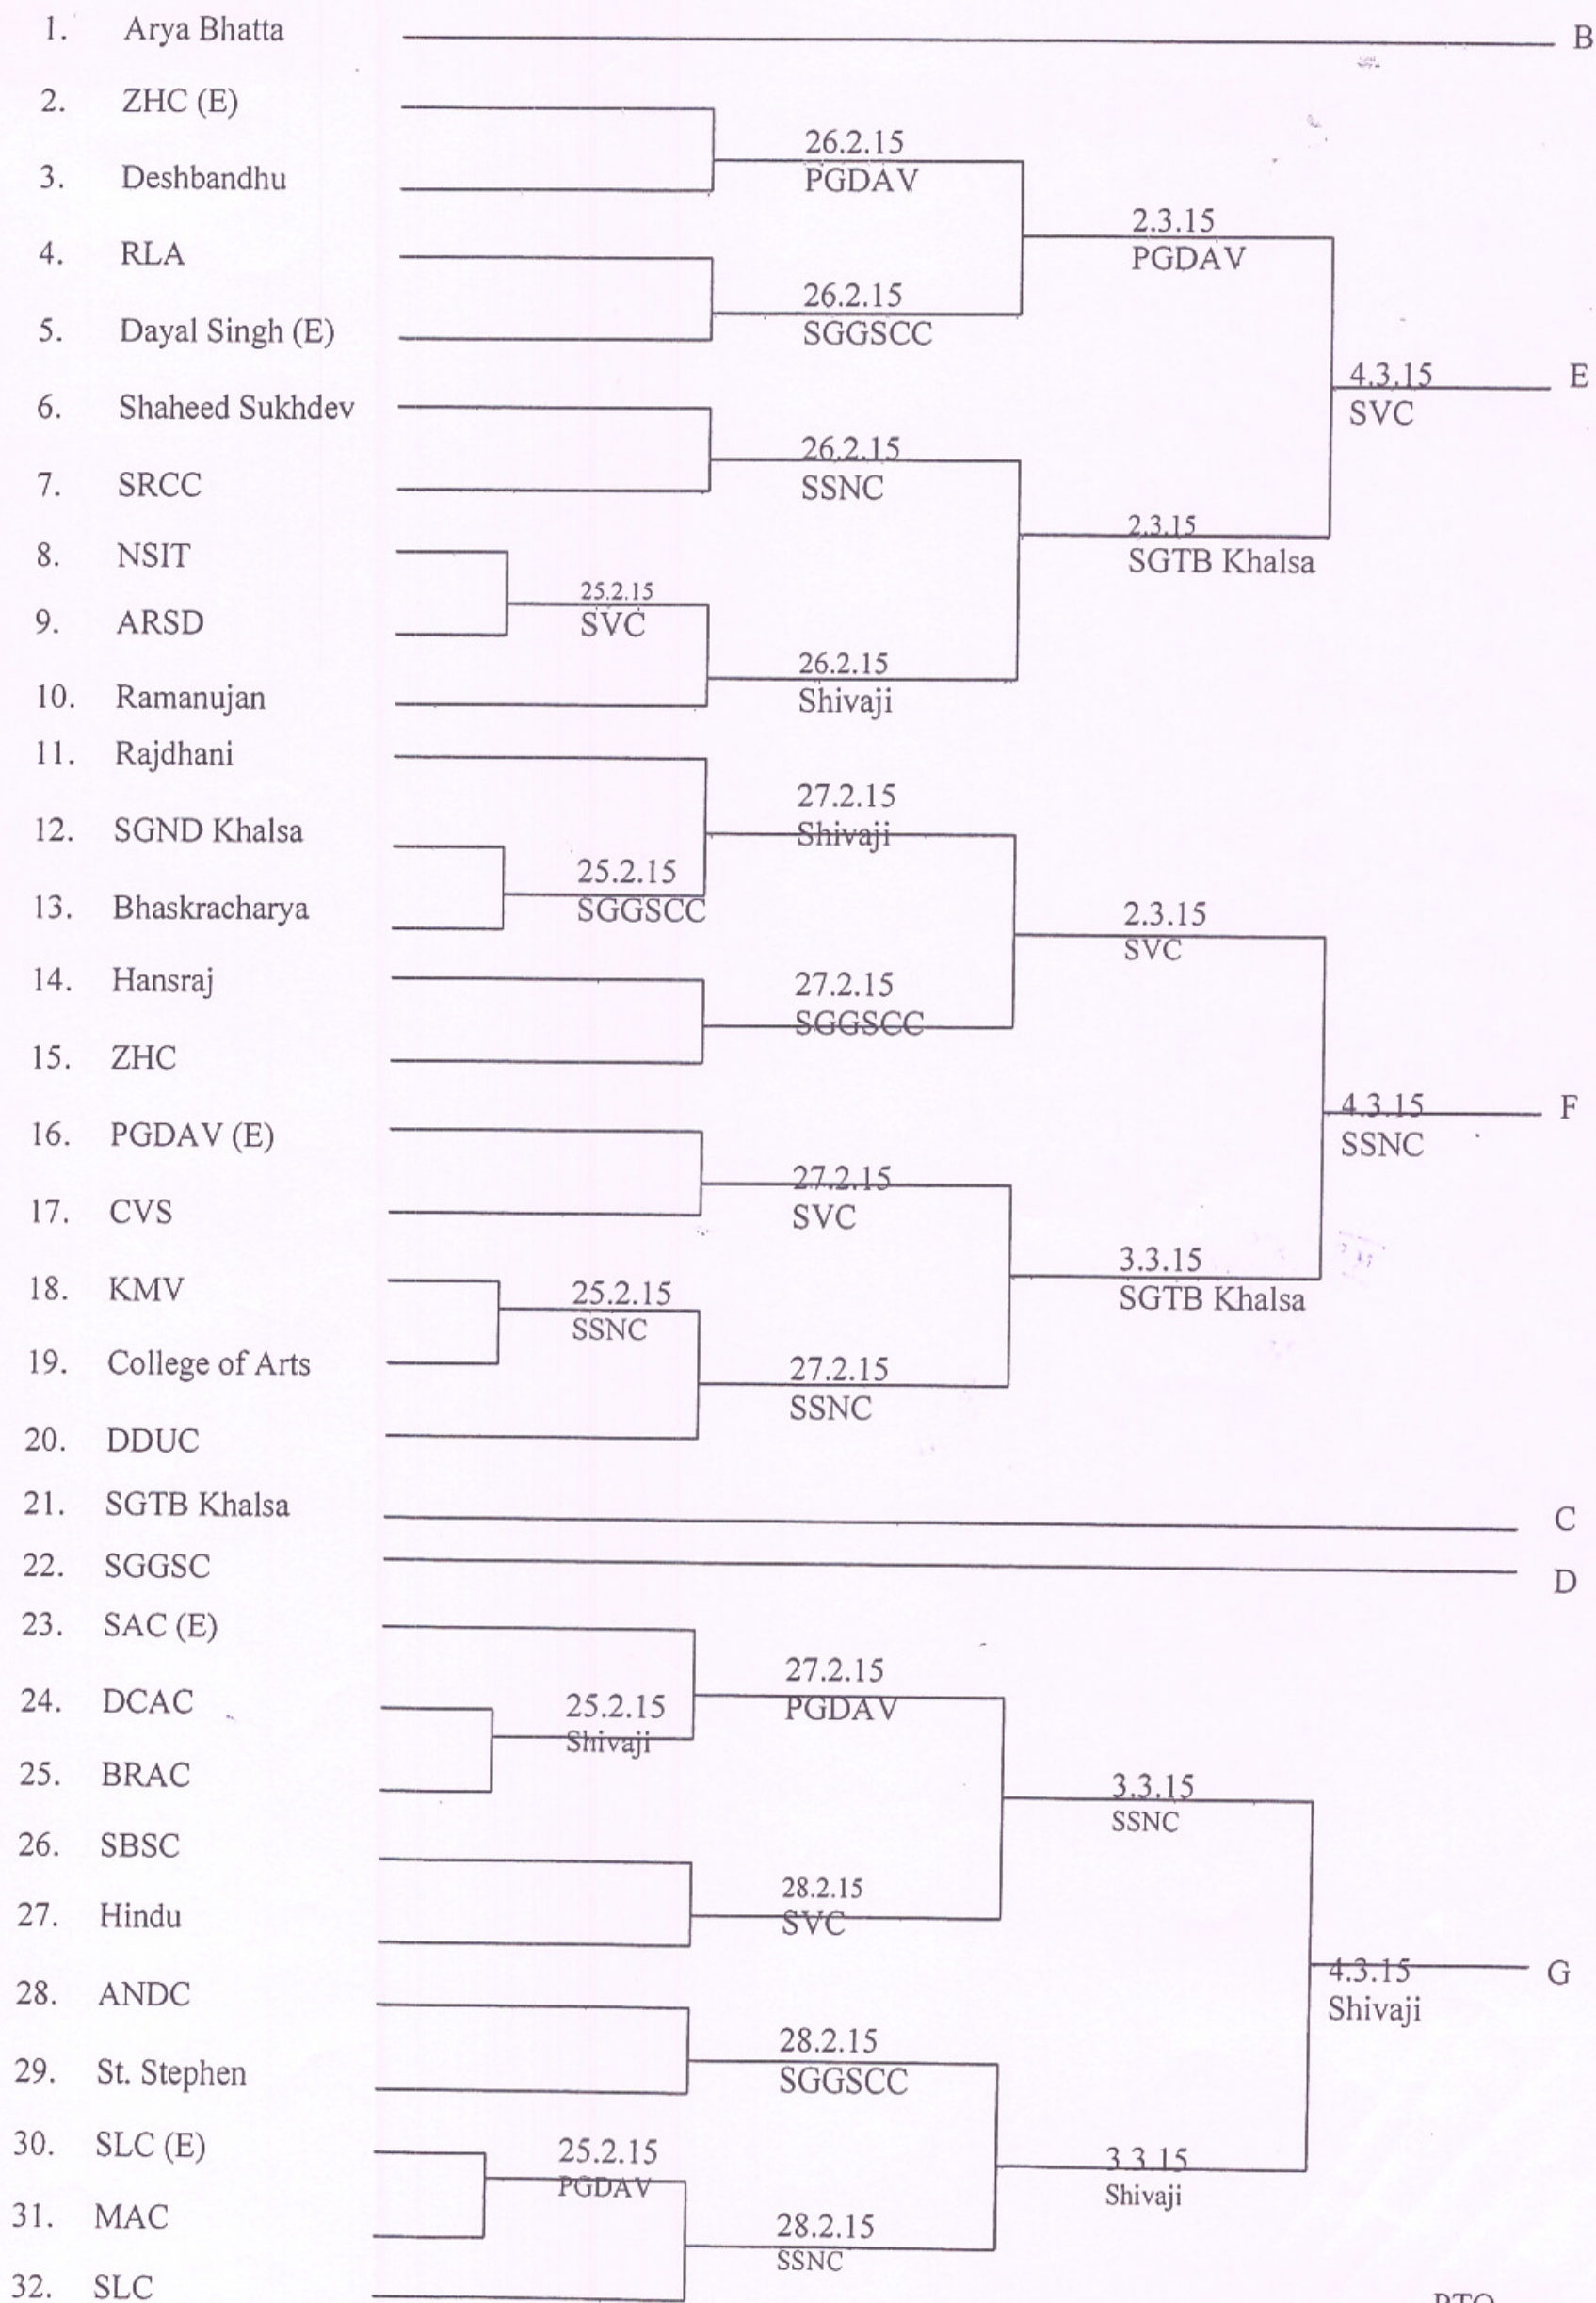 1. Arya Bhatta B
2. ZHC (E)
26.2.15
3. Deshbandhu PGDAV
2.3.15
4. RLA PGDAV
26.2.15
5. Dayal Singh (E) SGGSCC
4.3.15 E
6. Shaheed Sukhdev SVC
26.2.15
7. SRCC SSNC
2.3.15
8. NSIT SGTB Khalsa
25.2.15
9. ARSD SVC
26.2.15
10. Ramanujan Shivaji
11. Rajdhani
27.2.15
12. SGND Khalsa Shivaji
25.2.15
13. Bhaskracharya SGGSCC 2.3.15
SVC
14. Hansraj 27.2.15
SGGSCC
15. ZHC
4.3.15 F
16. PGDAV (E) SSNC
27.2.15
17. CVS SVC
3.3.15
18. KMV 25.2.15 SGTB Khalsa
SSNC
19. College of Arts 27.2.15
SSNC
20. DDUC
21. SGTB Khalsa C
22. SGGSC D
23. SAC (E)
27.2.15
24. DCAC 25.2.15 PGDAV
Shivaji
25. BRAC 3.3.15
SSNC
26. SBSC
28.2.15
27. Hindu SVC
4.3.15 G
28. ANDC Shivaji
28.2.15
29. St. Stephen SGGSCC
30. SLC (E) 25.2.15 3.3.15
PGDAV Shivaji
31. MAC 28.2.15
SSNC
32. SLC
PTO